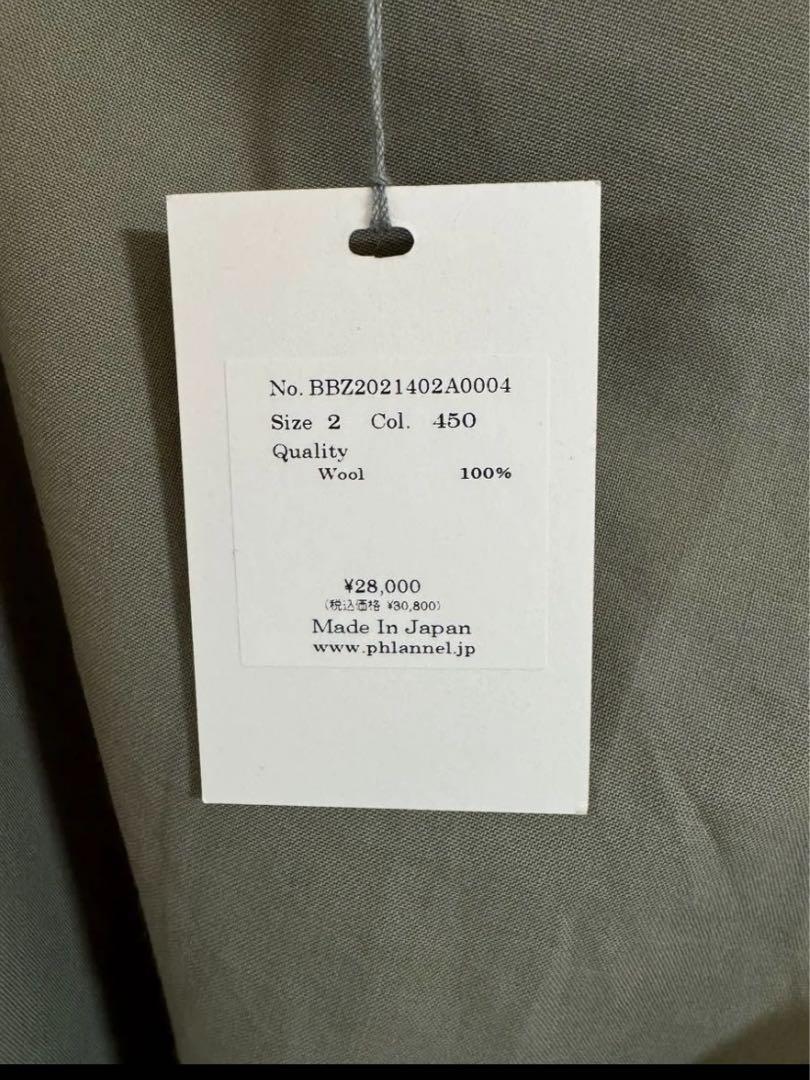 No. BBZ2021402A0004
Size 2 Col. 450
Quality
Wool 100%
¥28,000
(税込価格 ¥30,800)
Made In Japan
www.phlannel.jp